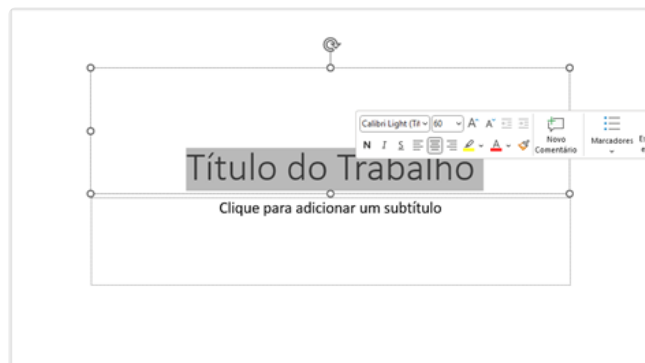 Calibri Light (Tít
60
A A
N I S
A
Novo
Comentário
Marcadores
Título do Trabalho
Clique para adicionar um subtítulo